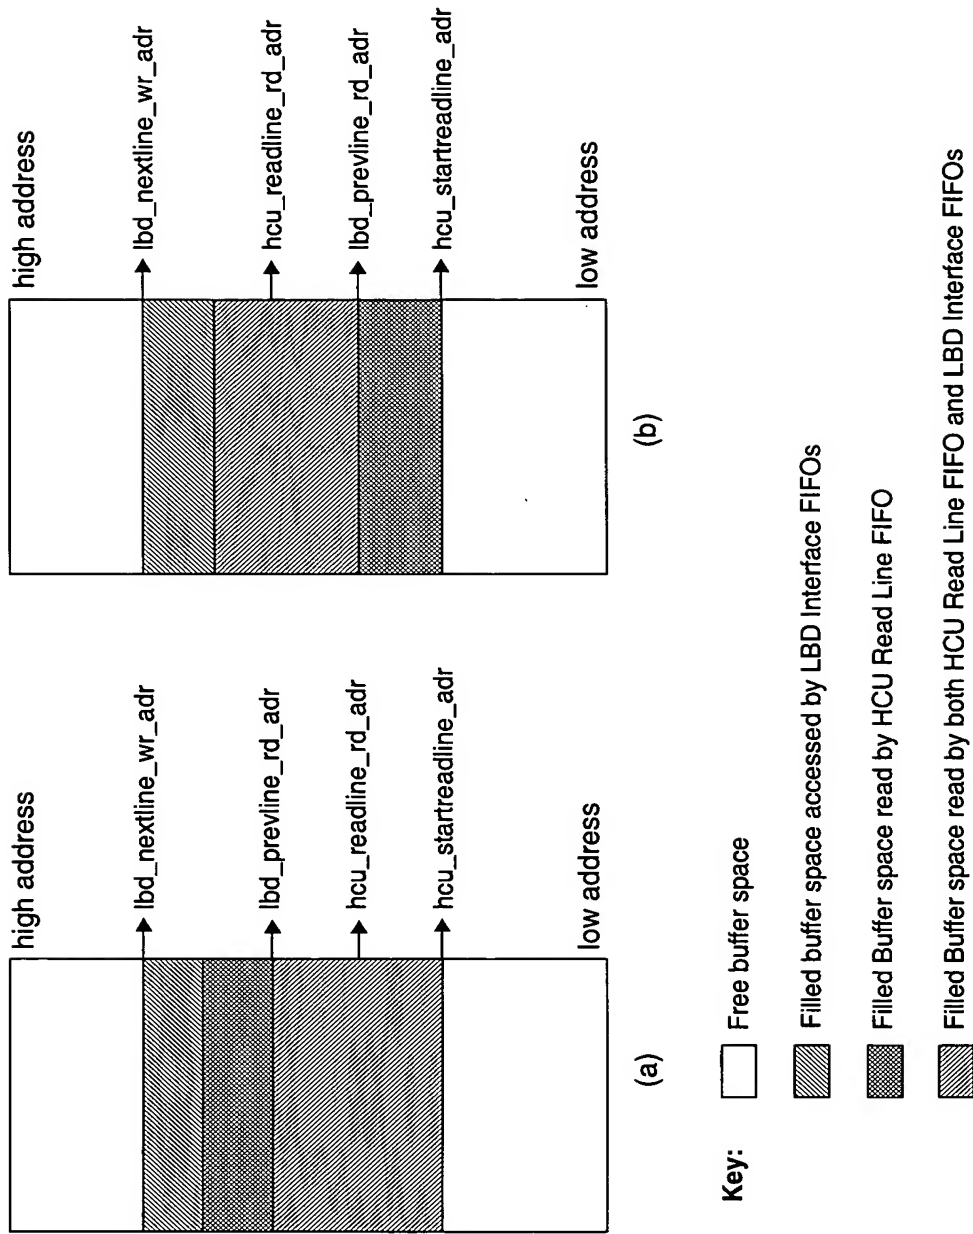 high address
lbd_nextline_wr_adr
lbd_prevline_rd_adr
hcu_readline_rd_adr
hcu_startreadline_adr
low address
(a)
high address
lbd_nextline_wr_adr
hcu_readline_rd_adr
lbd_prevline_rd_adr
hcu_startreadline_adr
low address
(b)
Key:
Free buffer space
Filled buffer space accessed by LBD Interface FIFOs
Filled Buffer space read by HCU Read Line FIFO
Filled Buffer space read by both HCU Read Line FIFO and LBD Interface FIFOs